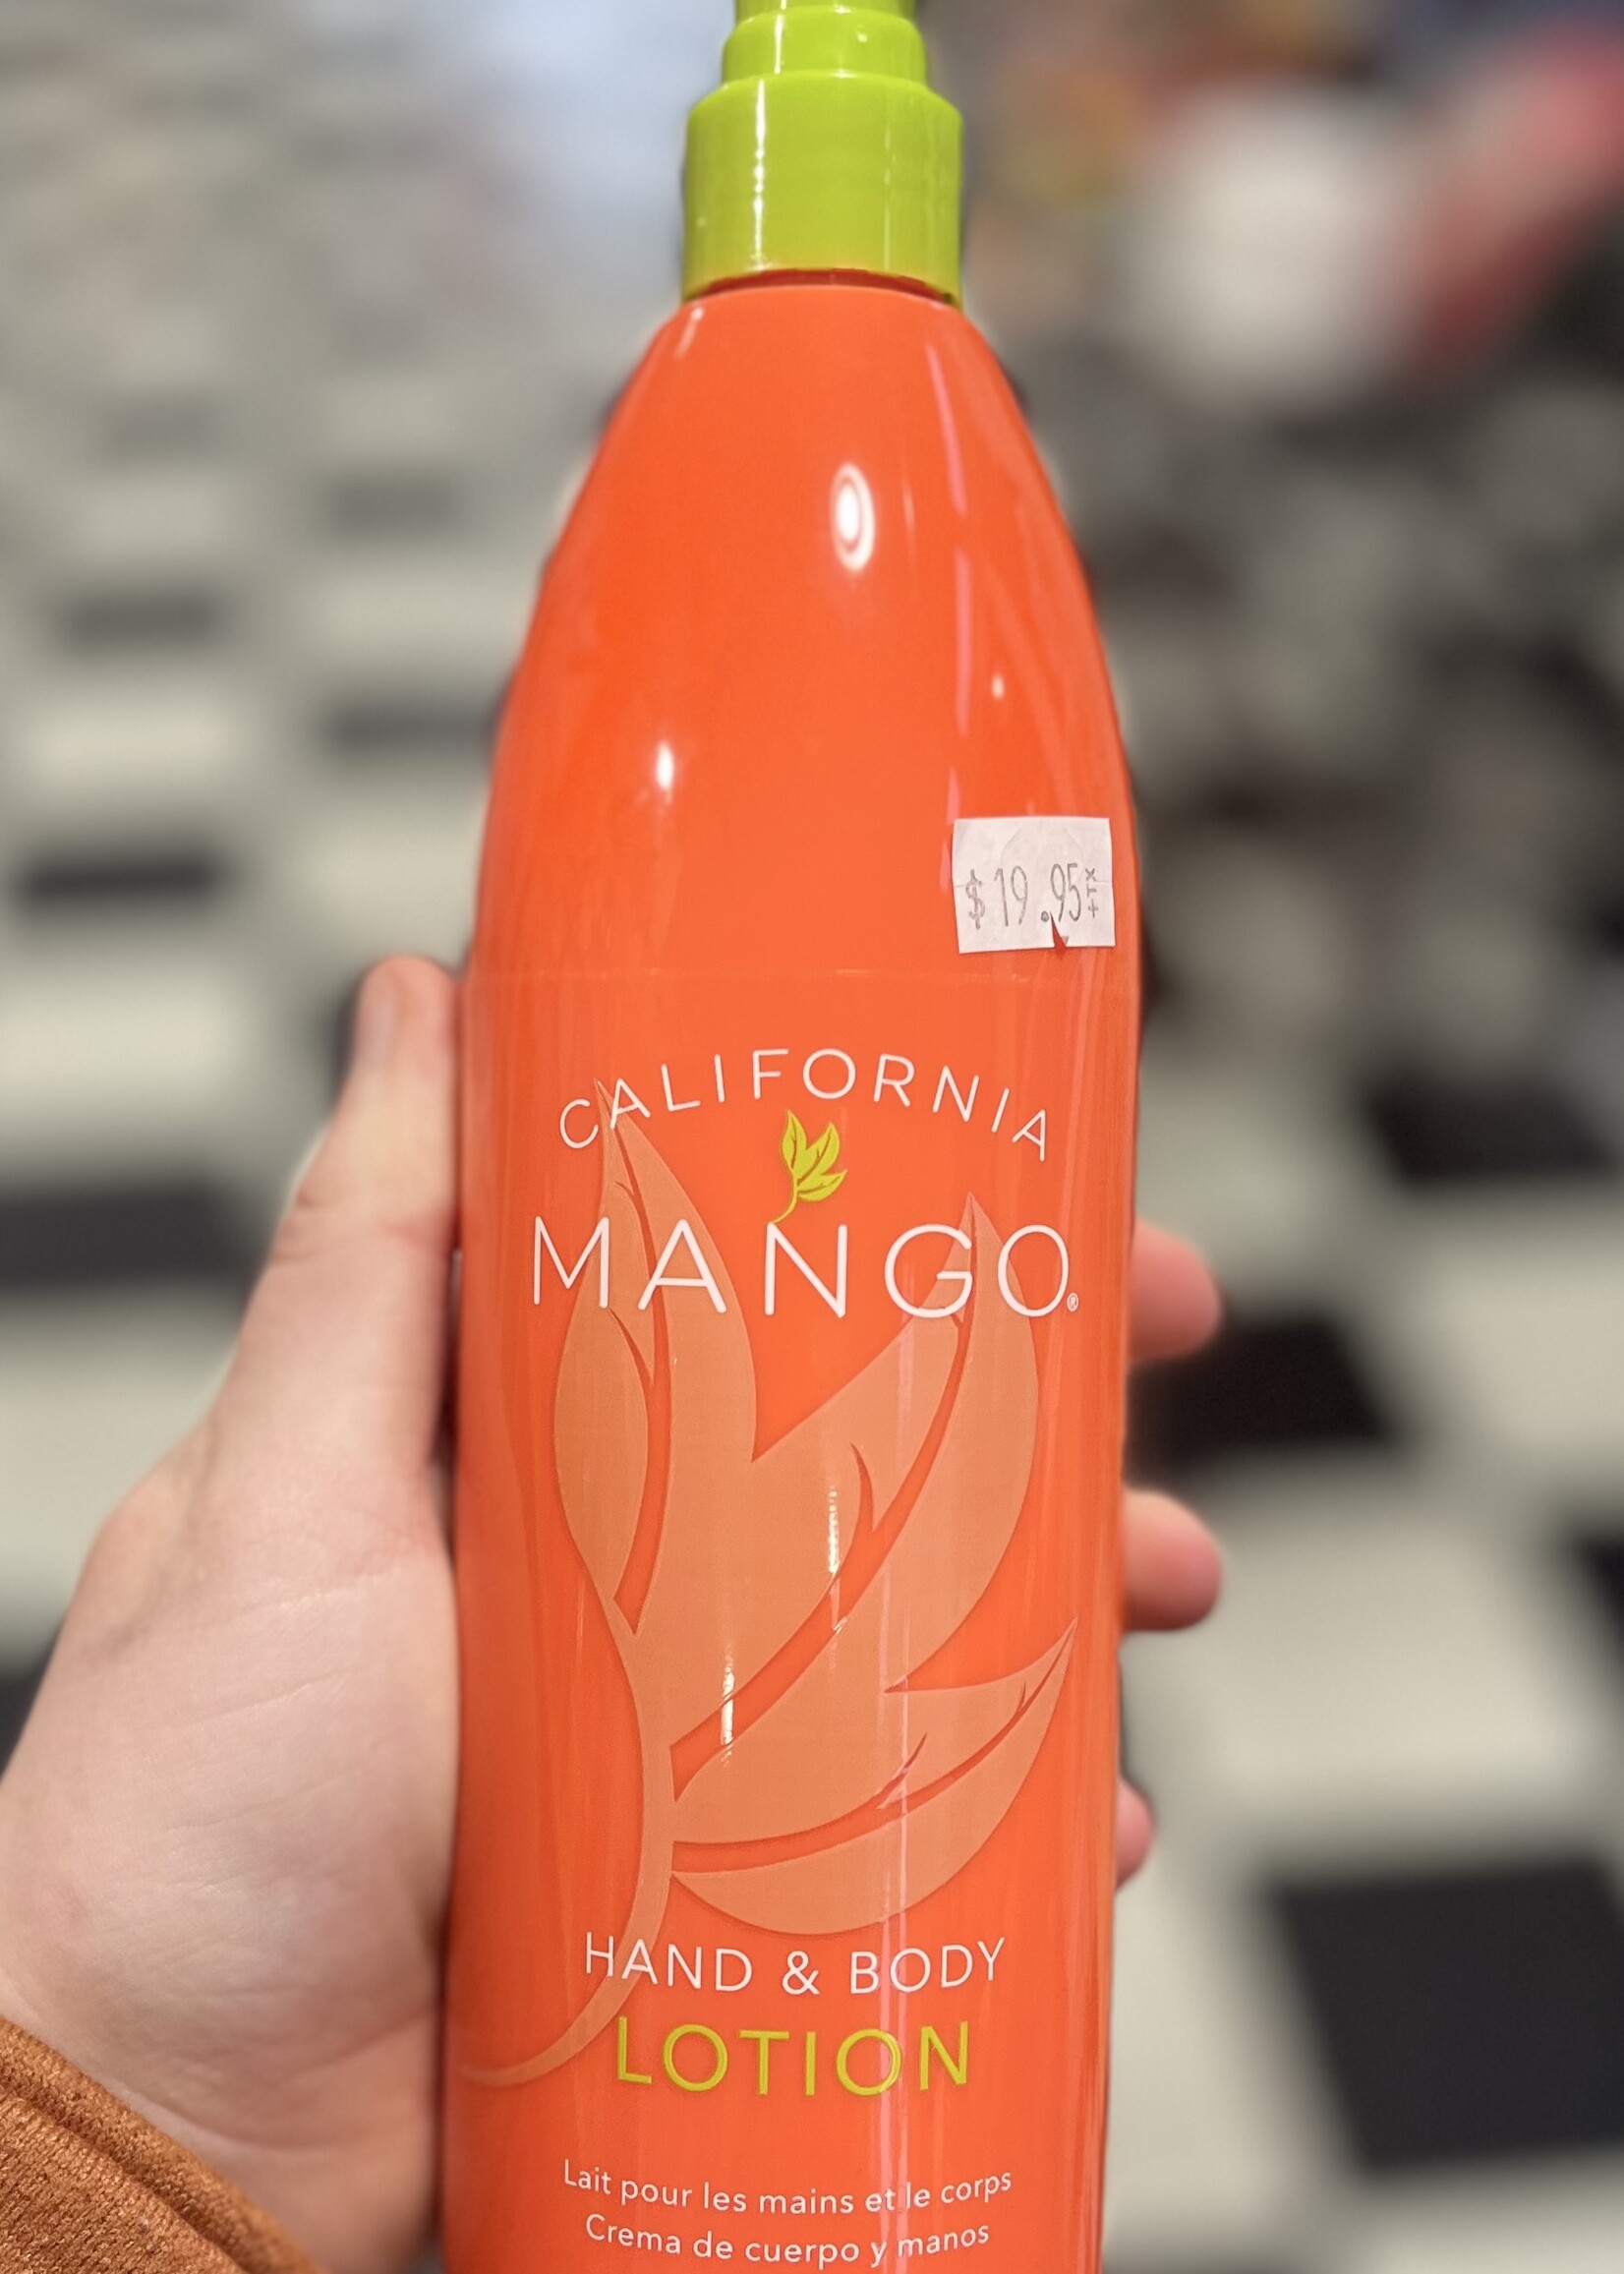 $19.95
CALIFORNIA
MANGO®
HAND & BODY
LOTION
Lait pour les mains et le corps
Crema de cuerpo y manos